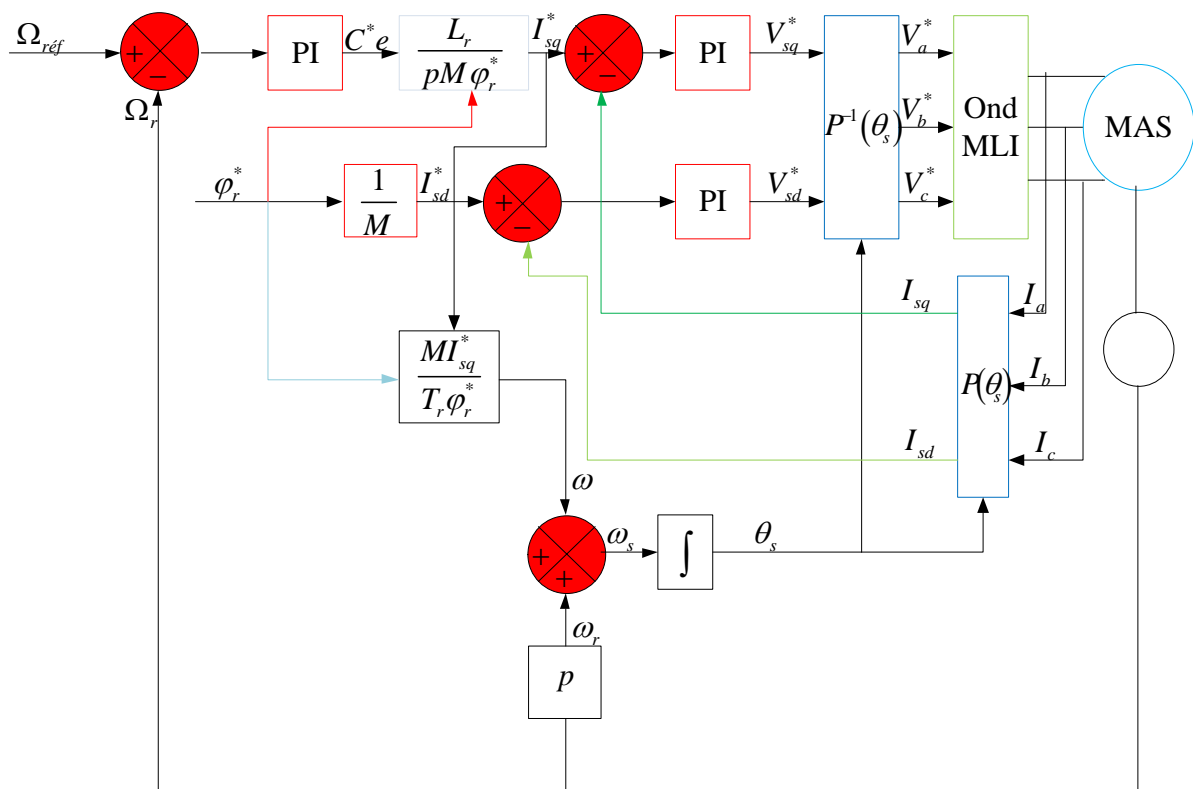 Ω_réf
+
−
Ω_r
PI
C^*e
L_r
pMφ_r^*
I_sq^*
+
−
PI
V_sq^*
P^-1(θ_s)
V_a^*
V_b^*
V_c^*
Ond
MLI
MAS
φ_r^*
1
M
I_sd^*
+
−
PI
V_sd^*
I_sq
I_a
MI_sq^*
T_rφ_r^*
P(θ_s)
I_b
I_sd
I_c
ω
+
+
ω_s
∫
θ_s
ω_r
p